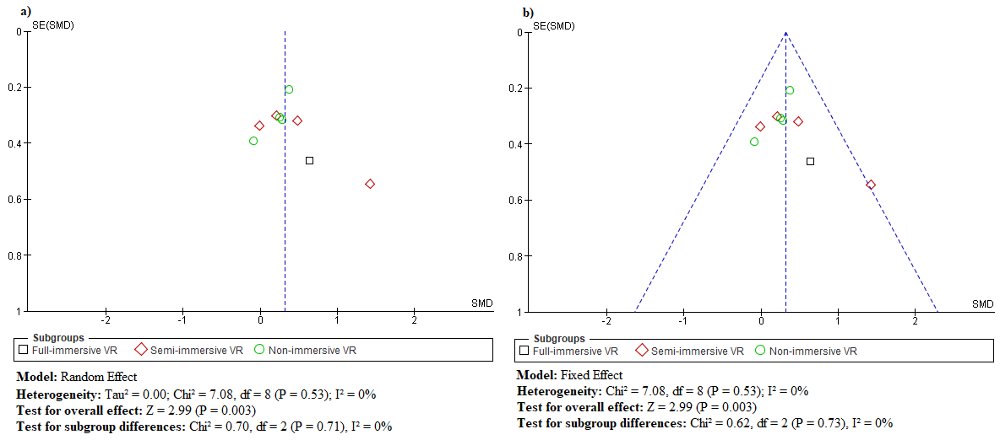 a)
SE(SMD)
0
0.2
0.4
0.6
0.8
1
SMD
-2
-1
0
1
2
Subgroups
Full-immersive VR
Semi-immersive VR
Non-immersive VR
Model: Random Effect
Heterogeneity: Tau² = 0.00; Chi² = 7.08, df = 8 (P = 0.53); I² = 0%
Test for overall effect: Z = 2.99 (P = 0.003)
Test for subgroup differences: Chi² = 0.70, df = 2 (P = 0.71), I² = 0%
b)
SE(SMD)
0
0.2
0.4
0.6
0.8
1
SMD
-2
-1
0
1
2
Subgroups
Full-immersive VR
Semi-immersive VR
Non-immersive VR
Model: Fixed Effect
Heterogeneity: Chi² = 7.08, df = 8 (P = 0.53); I² = 0%
Test for overall effect: Z = 2.99 (P = 0.003)
Test for subgroup differences: Chi² = 0.62, df = 2 (P = 0.73), I² = 0%